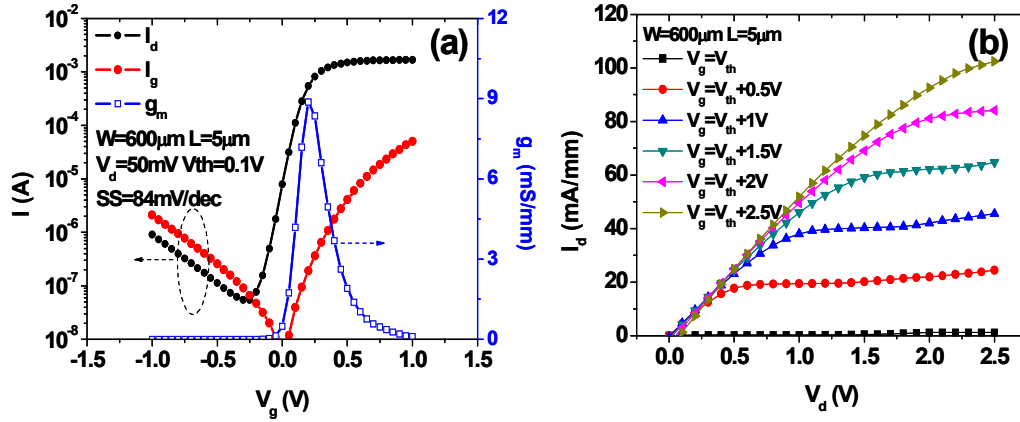 (a)
I_d
I_g
g_m
W=600μm L=5μm
V_d=50mV Vth=0.1V
SS=84mV/dec
I (A)
10^-2
10^-3
10^-4
10^-5
10^-6
10^-7
10^-8
-1.5 -1.0 -0.5 0.0 0.5 1.0 1.5
V_g (V)
12
9
6
3
0
g_m (mS/mm)
(b)
W=600μm L=5μm
V_g=V_th
V_g=V_th+0.5V
V_g=V_th+1V
V_g=V_th+1.5V
V_g=V_th+2V
V_g=V_th+2.5V
I_d (mA/mm)
120
100
80
60
40
20
0
0.0 0.5 1.0 1.5 2.0 2.5
V_d (V)